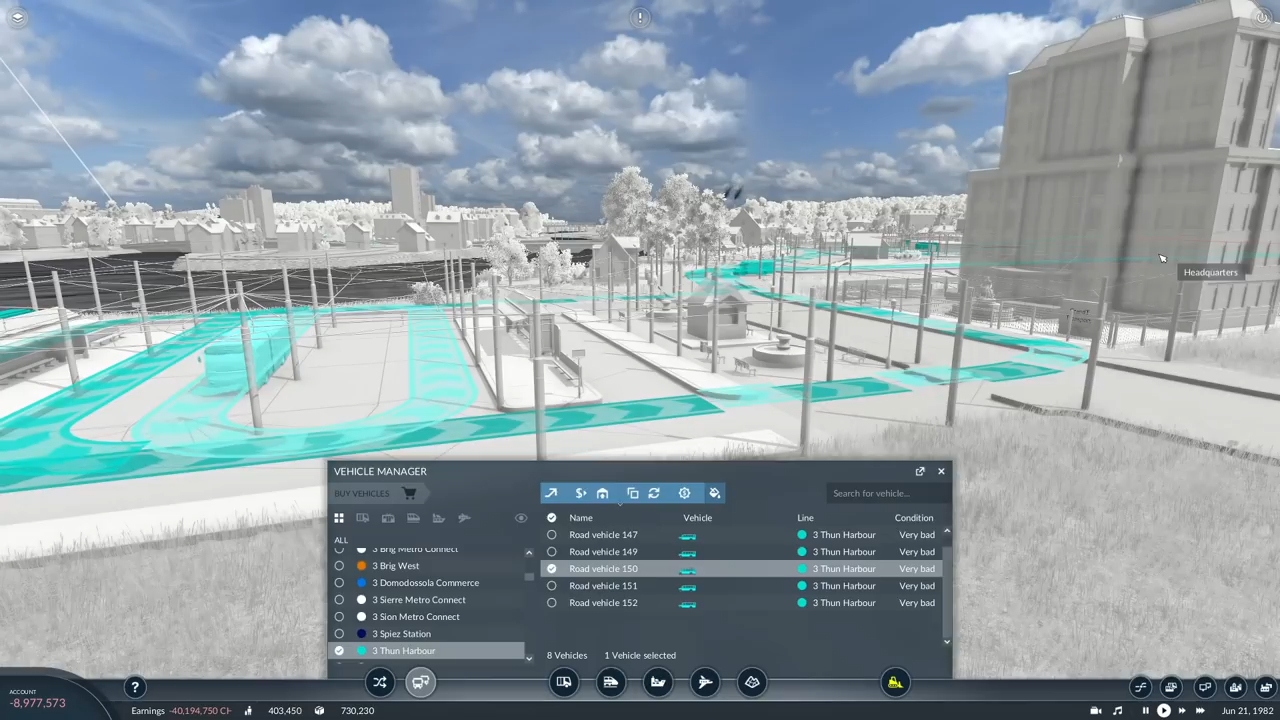 Headquarters
VEHICLE MANAGER
BUY VEHICLES
Search for vehicle...
ALL
3 Brig Metro Connect
3 Brig West
3 Domodossola Commerce
3 Sierre Metro Connect
3 Sion Metro Connect
3 Spiez Station
3 Thun Harbour
Name Vehicle Line Condition
Road vehicle 147 3 Thun Harbour Very bad
Road vehicle 149 3 Thun Harbour Very bad
Road vehicle 150 3 Thun Harbour Very bad
Road vehicle 151 3 Thun Harbour Very bad
Road vehicle 152 3 Thun Harbour Very bad
8 Vehicles 1 Vehicle selected
ACCOUNT
-8,977,573
?
Earnings -40,194,750 CH 403,450 730,230 Jun 21, 1982